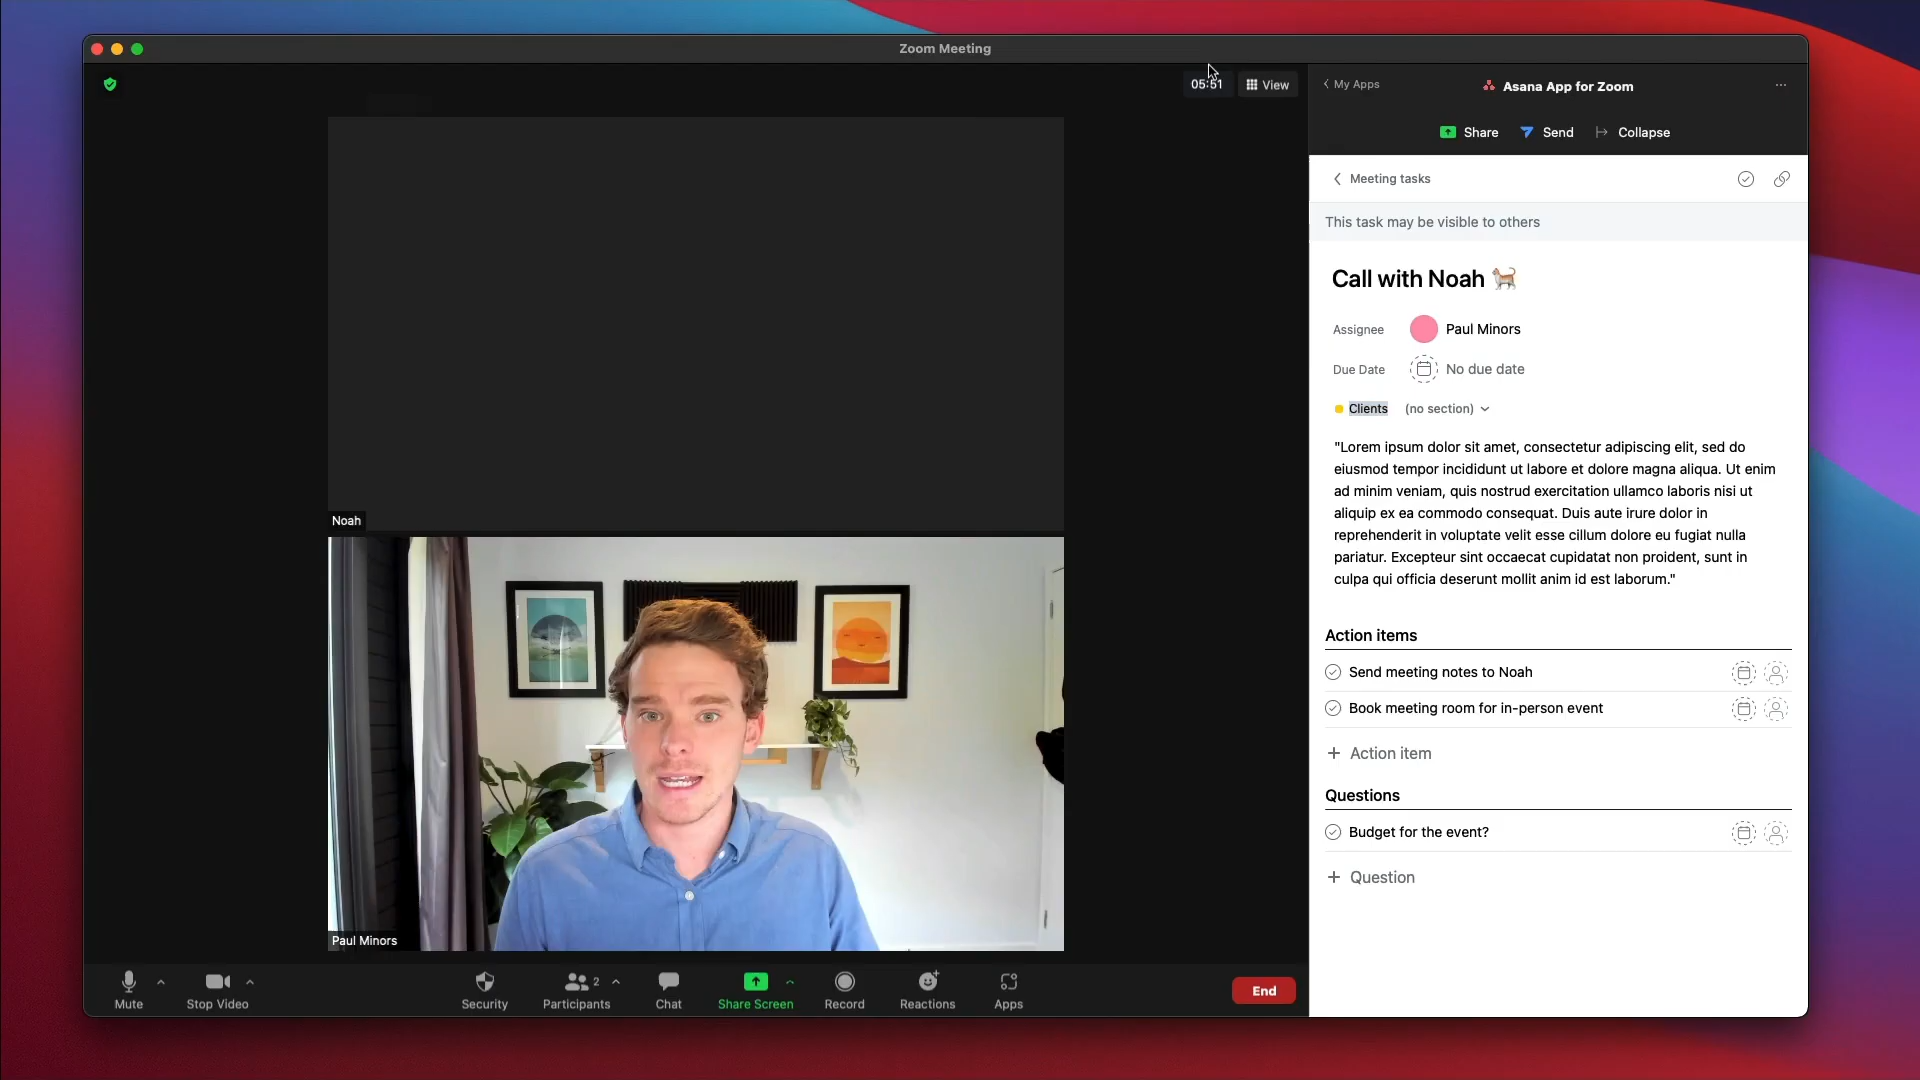 Zoom Meeting
05:51
View
My Apps
Asana App for Zoom
Share
Send
Collapse
Meeting tasks
This task may be visible to others
Call with Noah
Assignee
Paul Minors
Due Date
No due date
Clients
(no section)
"Lorem ipsum dolor sit amet, consectetur adipiscing elit, sed do
eiusmod tempor incididunt ut labore et dolore magna aliqua. Ut enim
ad minim veniam, quis nostrud exercitation ullamco laboris nisi ut
aliquip ex ea commodo consequat. Duis aute irure dolor in
reprehenderit in voluptate velit esse cillum dolore eu fugiat nulla
pariatur. Excepteur sint occaecat cupidatat non proident, sunt in
culpa qui officia deserunt mollit anim id est laborum."
Action items
Send meeting notes to Noah
Book meeting room for in-person event
+ Action item
Questions
Budget for the event?
+ Question
Noah
Paul Minors
Mute
Stop Video
Security
Participants
2
Chat
Share Screen
Record
Reactions
Apps
End